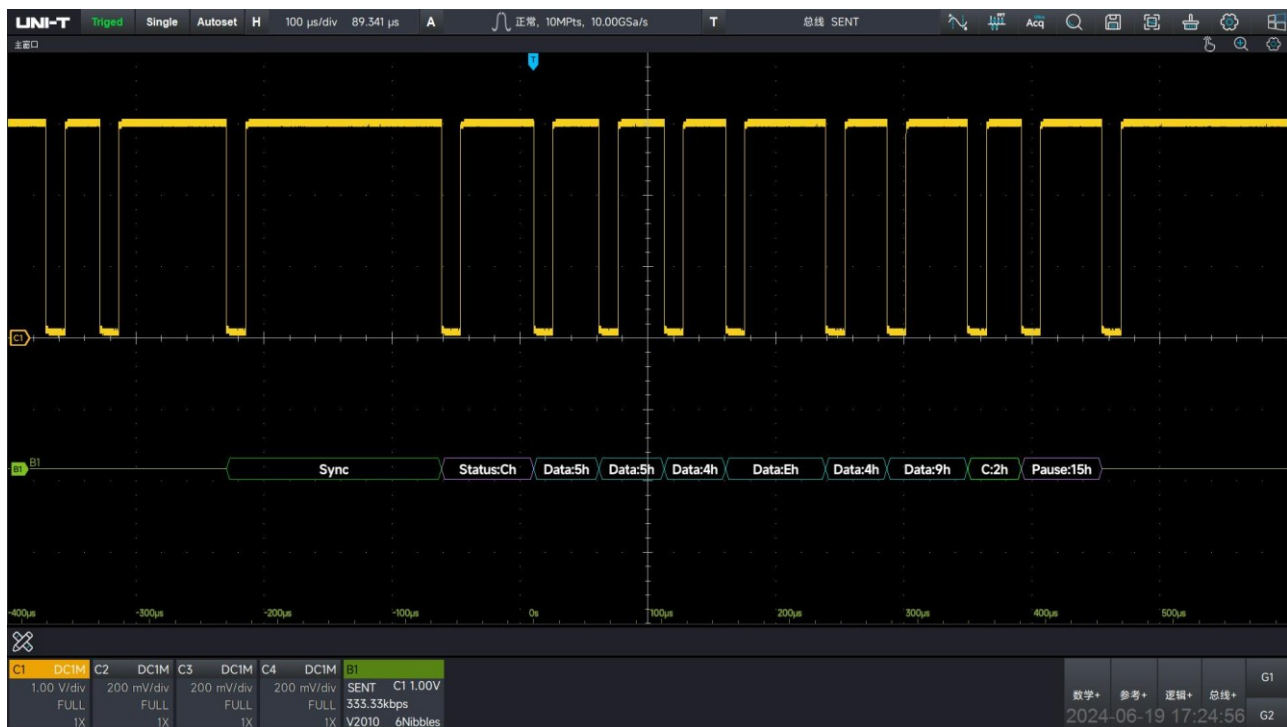 UNI-T Triged Single Autoset H 100 μs/div 89.341 μs A 正常, 10MPts, 10.00GSa/s T 总线 SENT Acq
主窗口
T
C1
B1 B1 Sync Status:Ch Data:5h Data:5h Data:4h Data:Eh Data:4h Data:9h C:2h Pause:15h
-400μs -300μs -200μs -100μs 0s 100μs 200μs 300μs 400μs 500μs
C1 DC1M C2 DC1M C3 DC1M C4 DC1M B1
1.00 V/div 200 mV/div 200 mV/div 200 mV/div SENT C1 1.00V
FULL FULL FULL FULL 333.33kbps
1X 1X 1X 1X V2010 6Nibbles
数学+ 参考+ 逻辑+ 总线+ G1
2024-06-19 17:24:56 G2